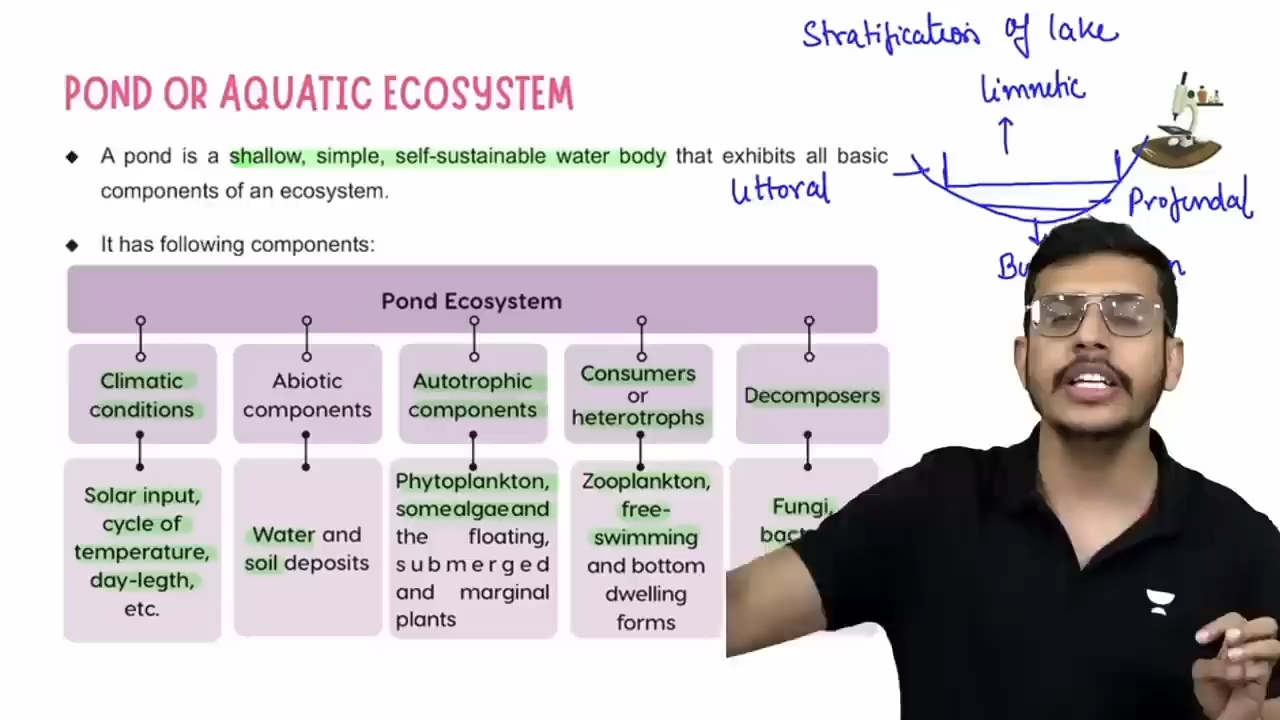 Stratification of lake
POND OR AQUATIC ECOSYSTEM
limnetic
A pond is a shallow, simple, self-sustainable water body that exhibits all basic
components of an ecosystem.
Littoral
Profundal
It has following components:
Pond Ecosystem
Climatic
conditions
Abiotic
components
Autotrophic
components
Consumers
or
heterotrophs
Decomposers
Solar input,
cycle of
temperature,
day-legth,
etc.
Water and
soil deposits
Phytoplankton,
some algae and
the floating,
submerged
and marginal
plants
Zooplankton,
free-
swimming
and bottom
dwelling
forms
Fungi,